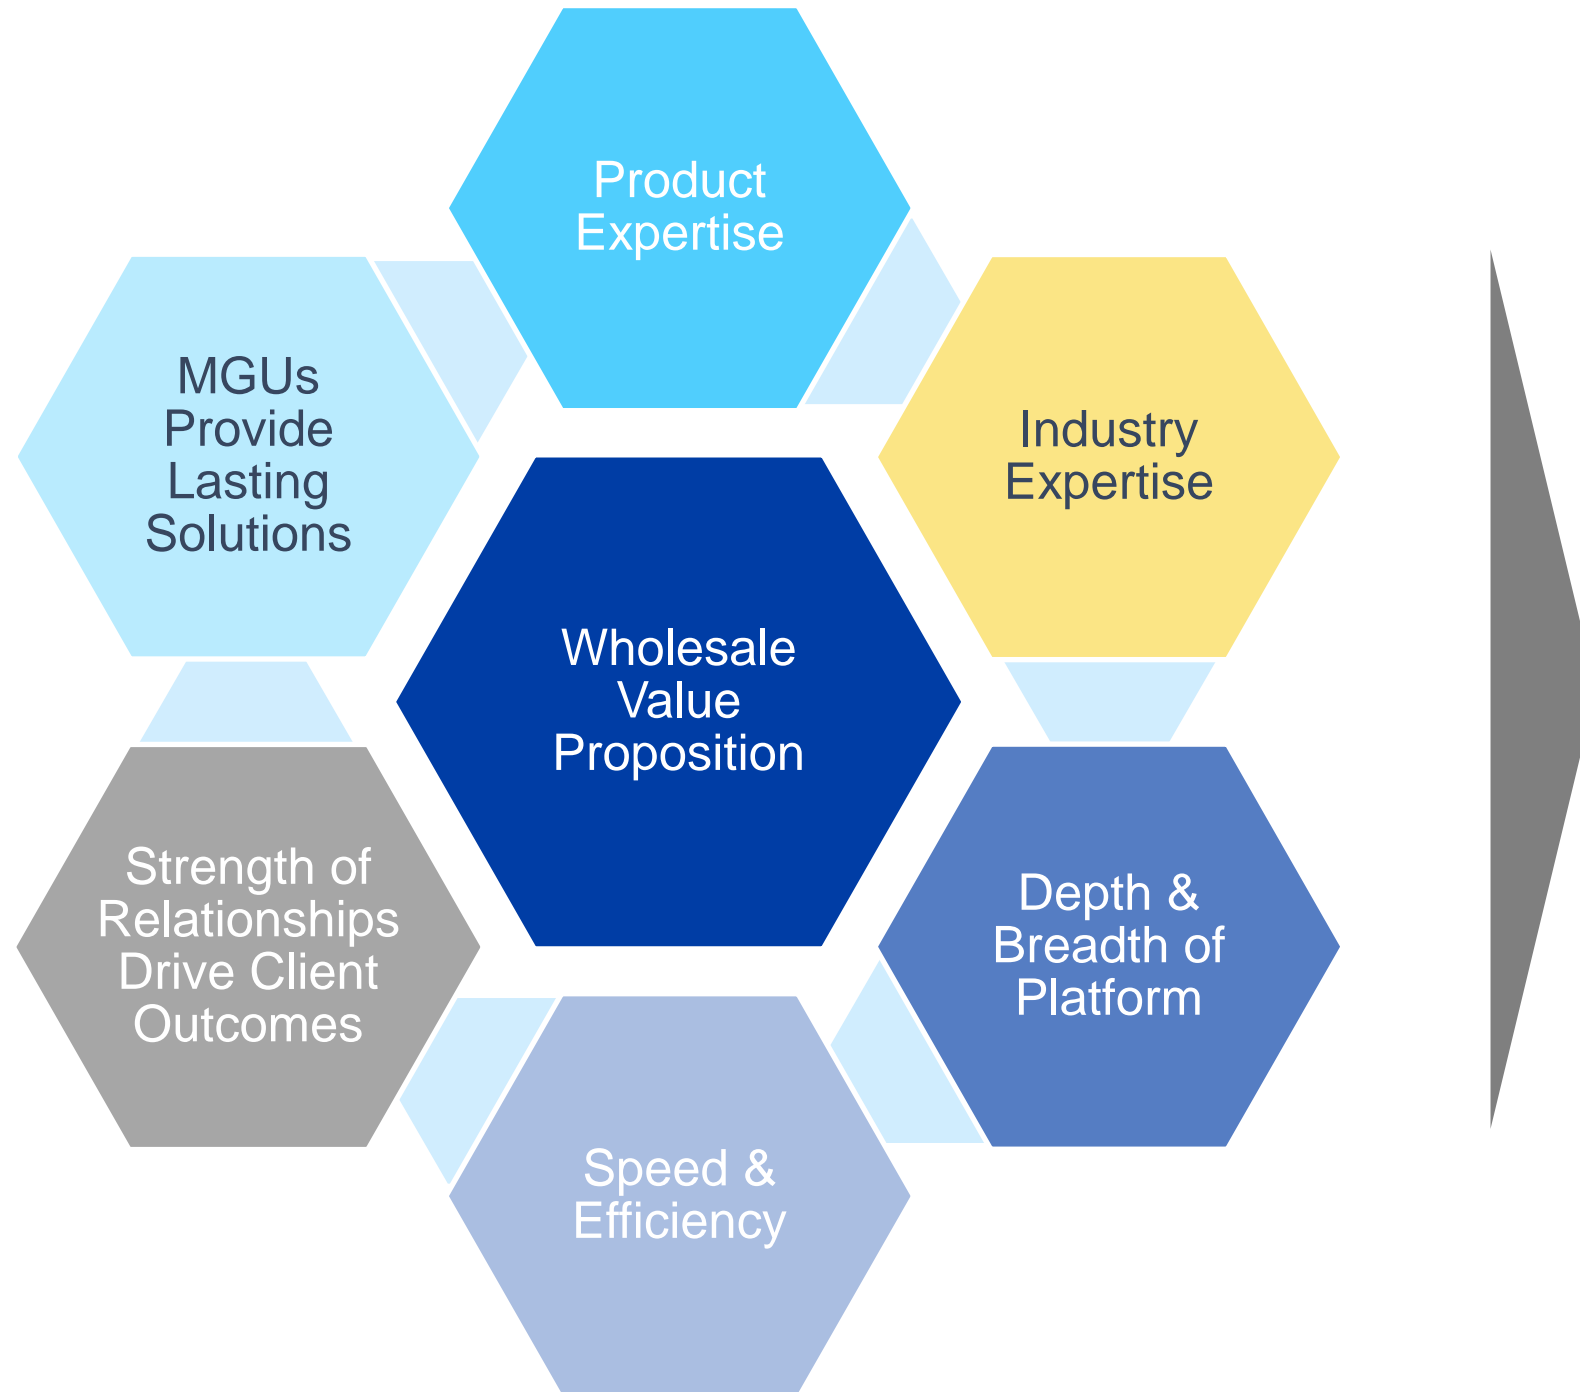 Product
Expertise
MGUs
Provide
Lasting
Solutions
Industry
Expertise
Wholesale
Value
Proposition
Strength of
Relationships
Drive Client
Outcomes
Depth &
Breadth of
Platform
Speed &
Efficiency